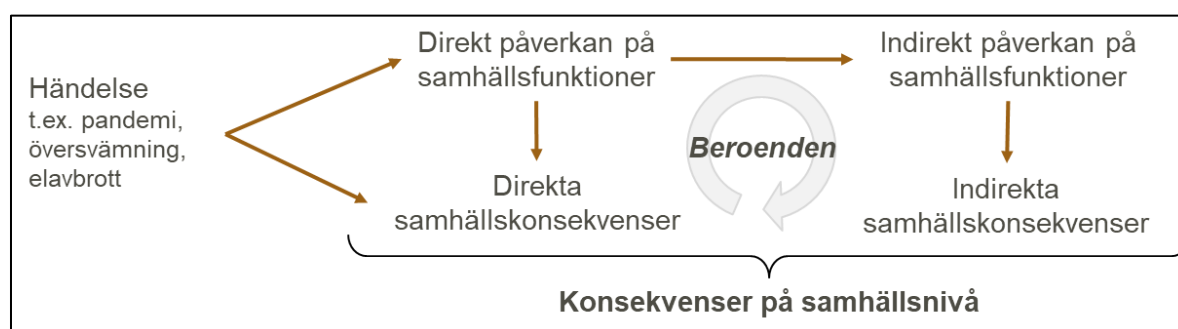 Händelse
t.ex. pandemi,
översvämning,
elavbrott
Direkt påverkan på
samhällsfunktioner
Indirekt påverkan på
samhällsfunktioner
Beroenden
Direkta
samhällskonsekvenser
Indirekta
samhällskonsekvenser
Konsekvenser på samhällsnivå